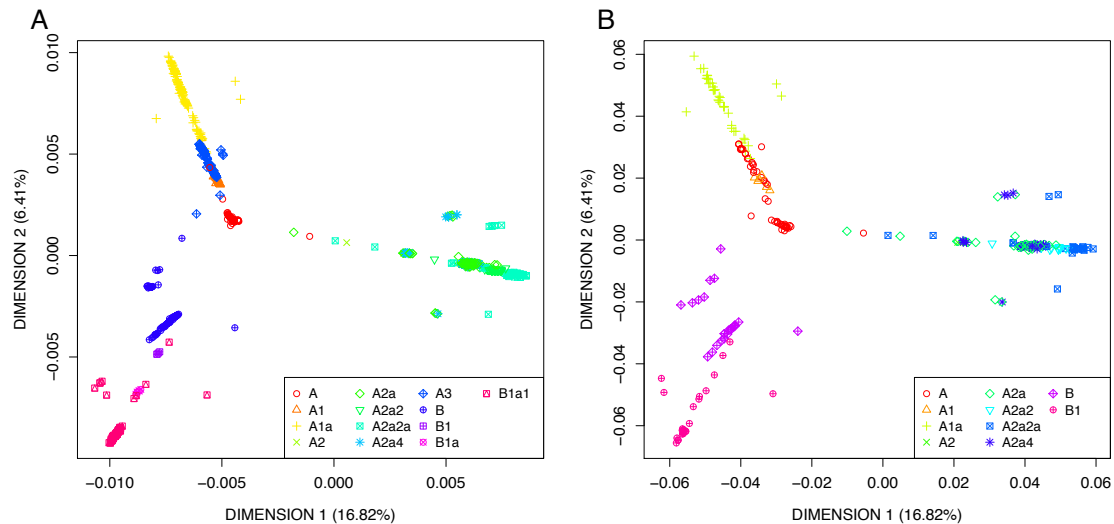 A
B
0.010
0.005
0.000
−0.005
DIMENSION 2 (6.41%)
−0.010
−0.005
0.000
0.005
DIMENSION 1 (16.82%)
A
A1
A1a
A2
A2a
A2a2
A2a2a
A2a4
A3
B
B1
B1a
B1a1
0.06
0.04
0.02
0.00
−0.02
−0.04
−0.06
DIMENSION 2 (6.41%)
−0.06
−0.04
−0.02
0.00
0.02
0.04
0.06
DIMENSION 1 (16.82%)
A
A1
A1a
A2
A2a
A2a2
A2a2a
A2a4
B
B1